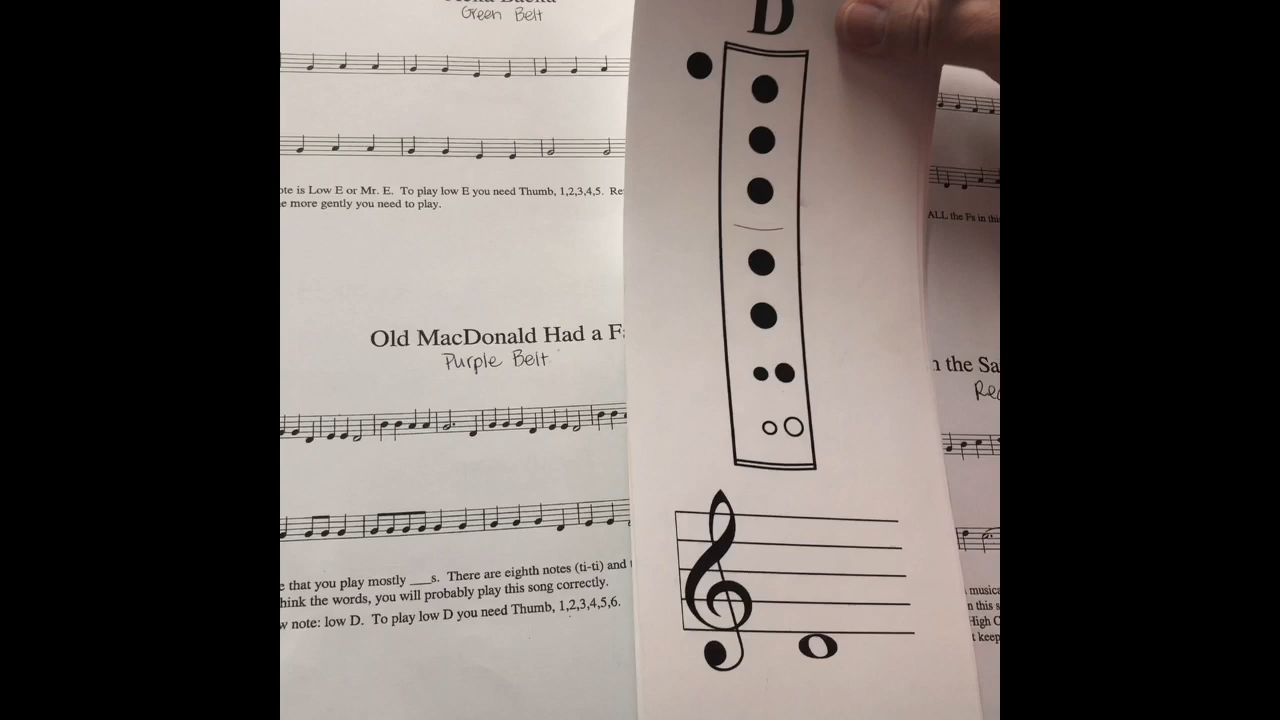 Green Belt
ote is Low E or Mr. E. To play low E you need Thumb, 1,2,3,4,5. Re
e more gently you need to play.
Old MacDonald Had a F
Purple Belt
e that you play mostly ___s. There are eighth notes (ti-ti) and
hink the words, you will probably play this song correctly.
w note: low D. To play low D you need Thumb, 1,2,3,4,5,6.
D
ALL the Fs in thi
n the Sa
Re
musica
n this s
High C
t keep